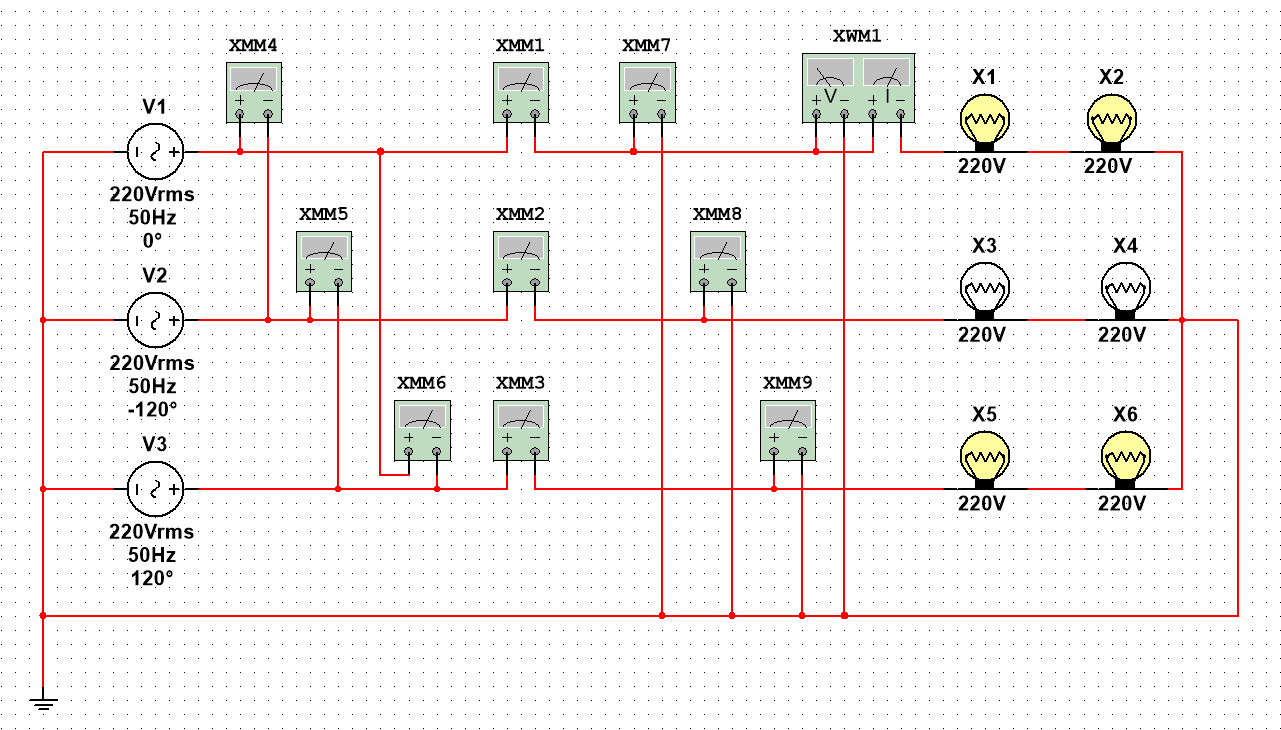 XMM4
XMM1
XMM7
XWM1
V I
X1
X2
V1
220V
220V
220Vrms
50Hz
0°
XMM5
XMM2
XMM8
X3
X4
V2
220V
220V
220Vrms
50Hz
-120°
XMM6
XMM3
XMM9
X5
X6
V3
220V
220V
220Vrms
50Hz
120°